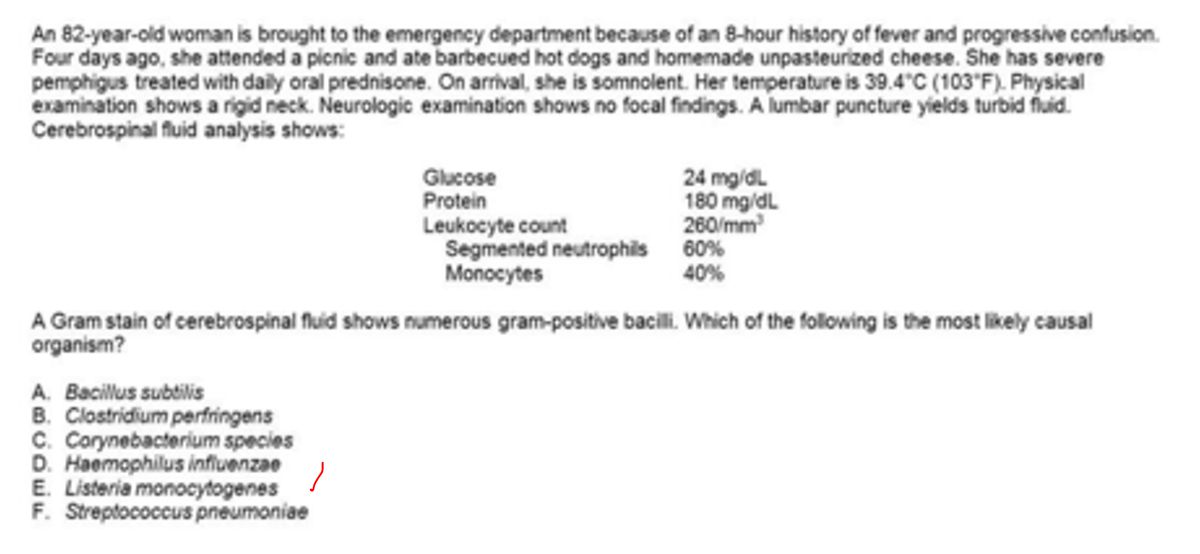 An 82-year-old woman is brought to the emergency department because of an 8-hour history of fever and progressive confusion.
Four days ago, she attended a picnic and ate barbecued hot dogs and homemade unpasteurized cheese. She has severe
pemphigus treated with daily oral prednisone. On arrival, she is somnolent. Her temperature is 39.4°C (103°F). Physical
examination shows a rigid neck. Neurologic examination shows no focal findings. A lumbar puncture yields turbid fluid.
Cerebrospinal fluid analysis shows:
Glucose 24 mg/dL
Protein 180 mg/dL
Leukocyte count 260/mm³
Segmented neutrophils 60%
Monocytes 40%
A Gram stain of cerebrospinal fluid shows numerous gram-positive bacilli. Which of the following is the most likely causal
organism?
A. Bacillus subtilis
B. Clostridium perfringens
C. Corynebacterium species
D. Haemophilus influenzae
E. Listeria monocytogenes
F. Streptococcus pneumoniae